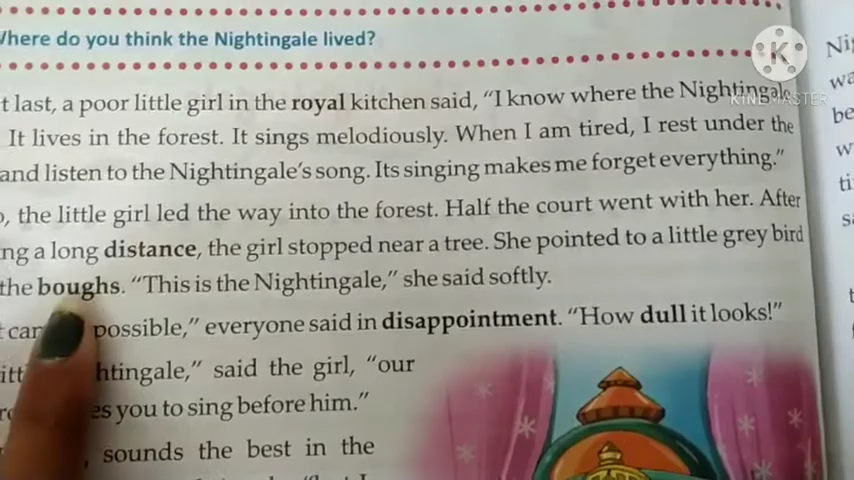 Where do you think the Nightingale lived?
t last, a poor little girl in the royal kitchen said, "I know where the Nightingale
It lives in the forest. It sings melodiously. When I am tired, I rest under the
and listen to the Nightingale's song. Its singing makes me forget everything."
, the little girl led the way into the forest. Half the court went with her. After
ng a long distance, the girl stopped near a tree. She pointed to a little grey bird
the boughs. "This is the Nightingale," she said softly.
possible," everyone said in disappointment. "How dull it looks!"
htingale," said the girl, "our
es you to sing before him."
, sounds the best in the
K
KINEMASTER